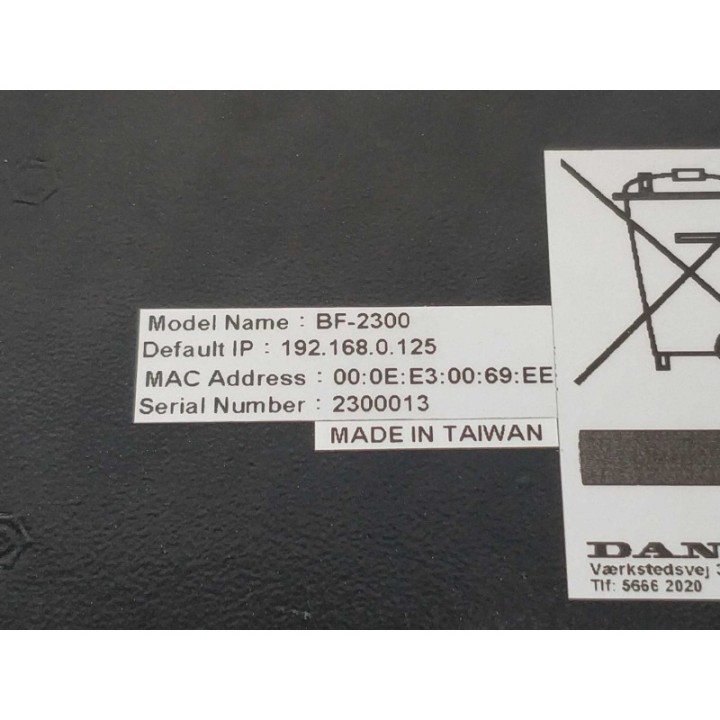 Model Name : BF-2300
Default IP : 192.168.0.125
MAC Address : 00:0E:E3:00:69:EE
Serial Number : 2300013
MADE IN TAIWAN
DAN
Værkstedsvej
Tlf: 5666 2020